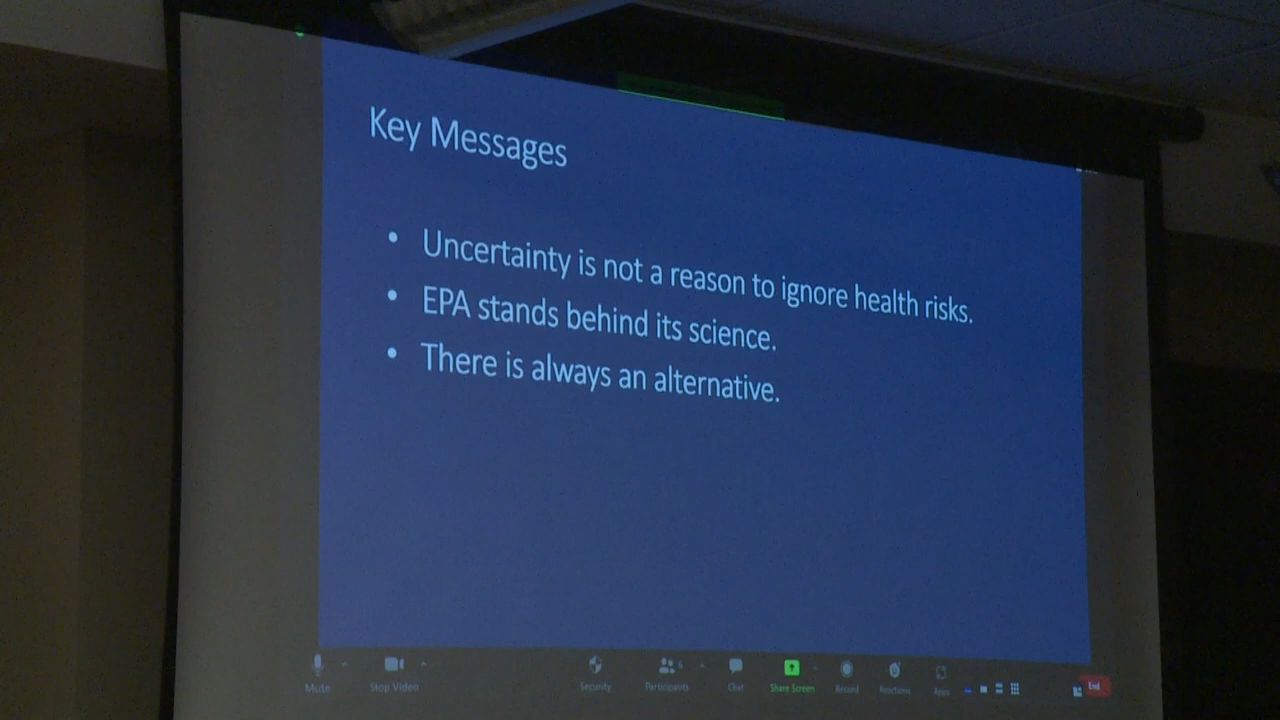 Key Messages
• Uncertainty is not a reason to ignore health risks.
• EPA stands behind its science.
• There is always an alternative.
Mute
Stop Video
Security
Participants
Chat
Share Screen
Record
Reactions
Apps
End